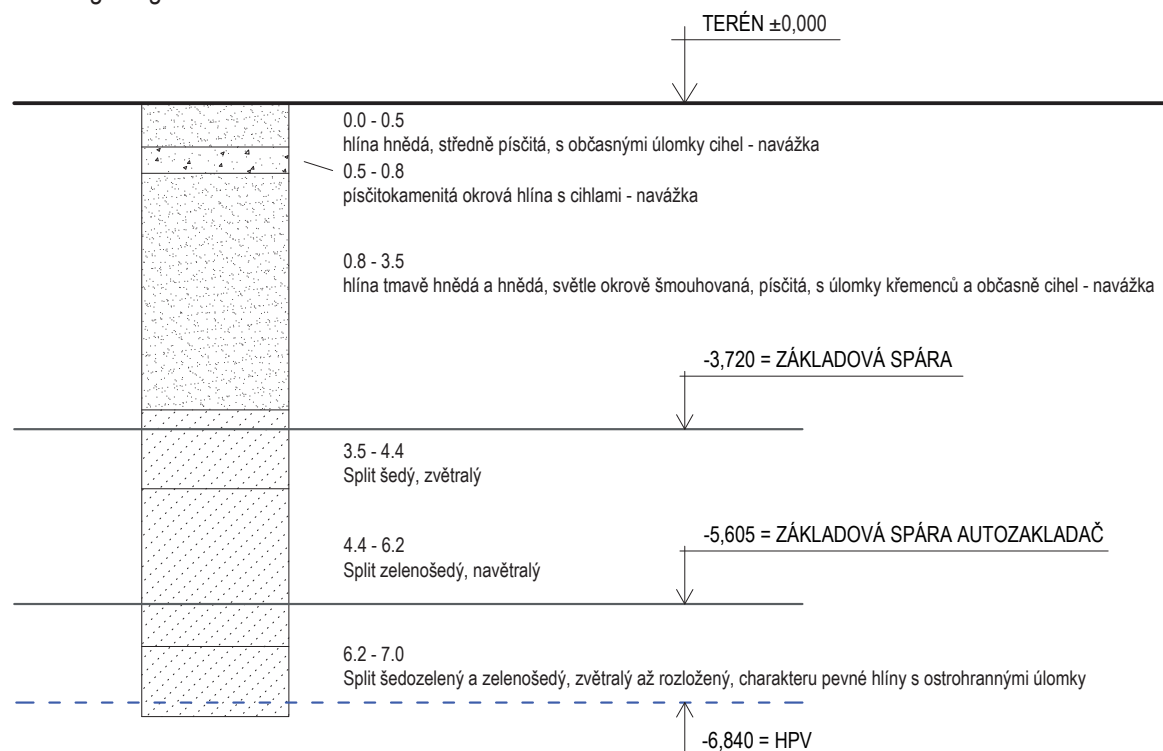 TERÉN ±0,000
0.0 - 0.5
hlína hnědá, středně písčitá, s občasnými úlomky cihel - navážka
0.5 - 0.8
písčitokamenitá okrová hlína s cihlami - navážka
0.8 - 3.5
hlína tmavě hnědá a hnědá, světle okrově šmouhovaná, písčitá, s úlomky křemenců a občasně cihel - navážka
-3,720 = ZÁKLADOVÁ SPÁRA
3.5 - 4.4
Split šedý, zvětralý
4.4 - 6.2
Split zelenošedý, navětralý
-5,605 = ZÁKLADOVÁ SPÁRA AUTOZAKLADAČ
6.2 - 7.0
Split šedozelený a zelenošedý, zvětralý až rozložený, charakteru pevné hlíny s ostrohrannými úlomky
-6,840 = HPV